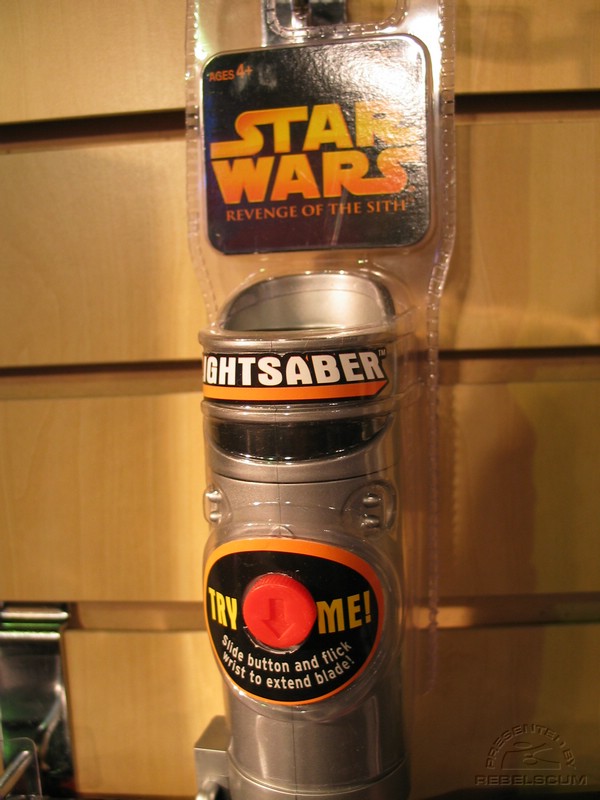 AGES 4+
STAR
WARS
REVENGE OF THE SITH
IGHTSABER™
TRY ME!
Slide button and flick
wrist to extend blade!
PRESENTED BY
REBELSCUM